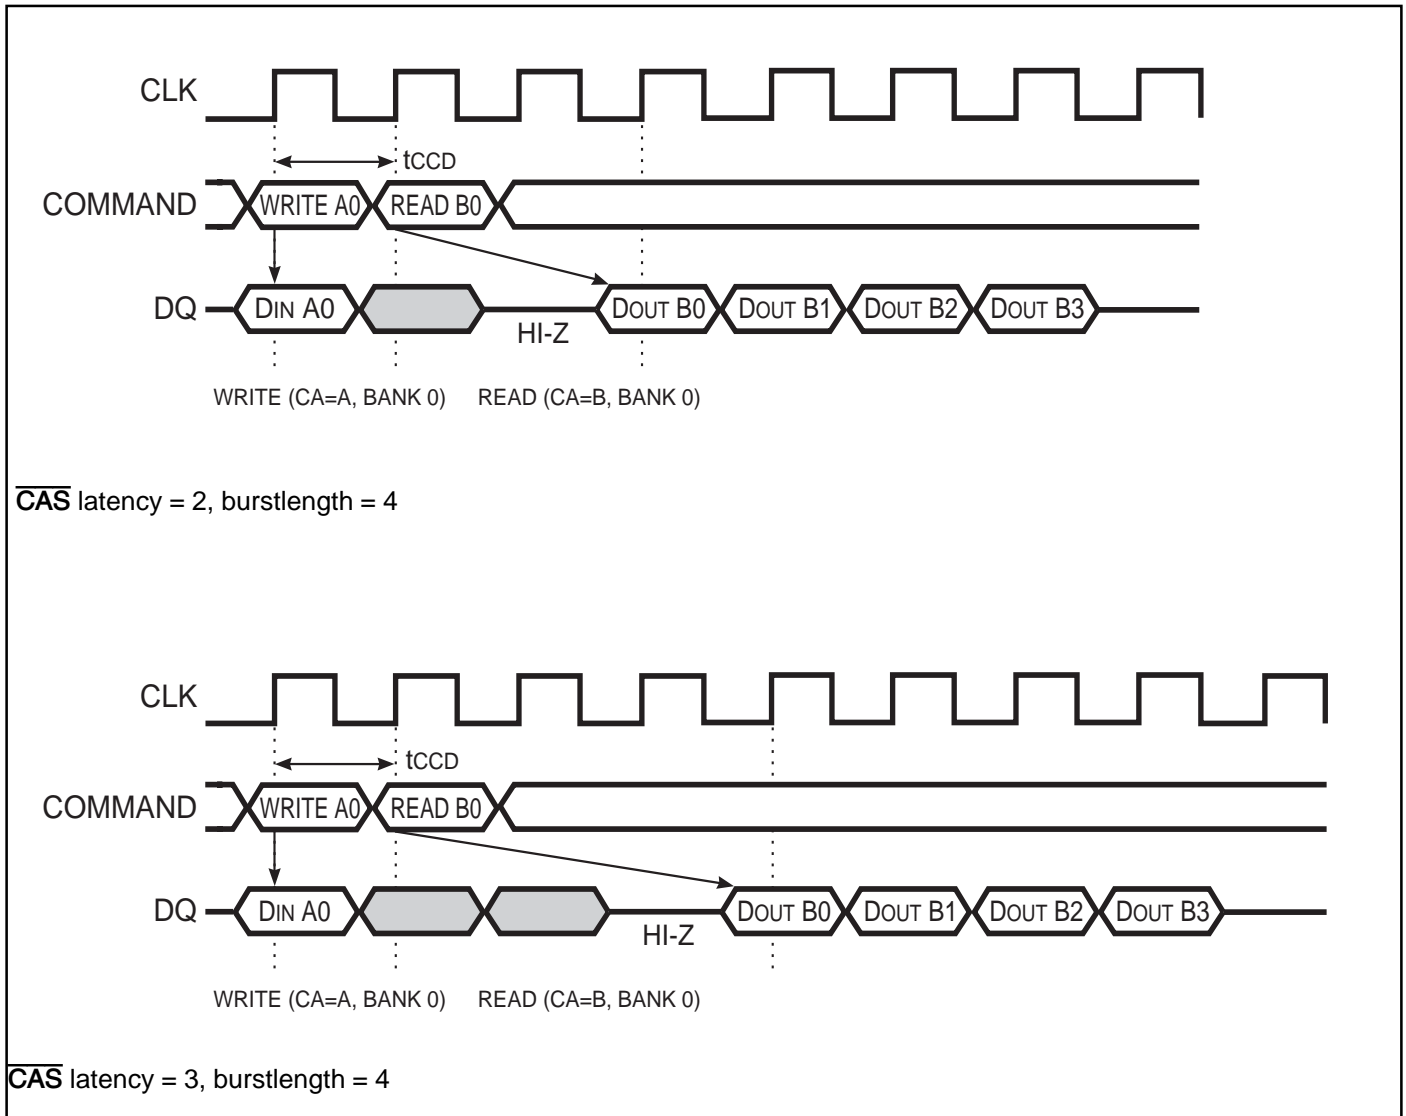 CLK
tCCD
COMMAND WRITE A0 READ B0
DQ DIN A0 DOUT B0 DOUT B1 DOUT B2 DOUT B3
HI-Z
WRITE (CA=A, BANK 0) READ (CA=B, BANK 0)
CAS latency = 2, burstlength = 4
CLK
tCCD
COMMAND WRITE A0 READ B0
DQ DIN A0 DOUT B0 DOUT B1 DOUT B2 DOUT B3
HI-Z
WRITE (CA=A, BANK 0) READ (CA=B, BANK 0)
CAS latency = 3, burstlength = 4